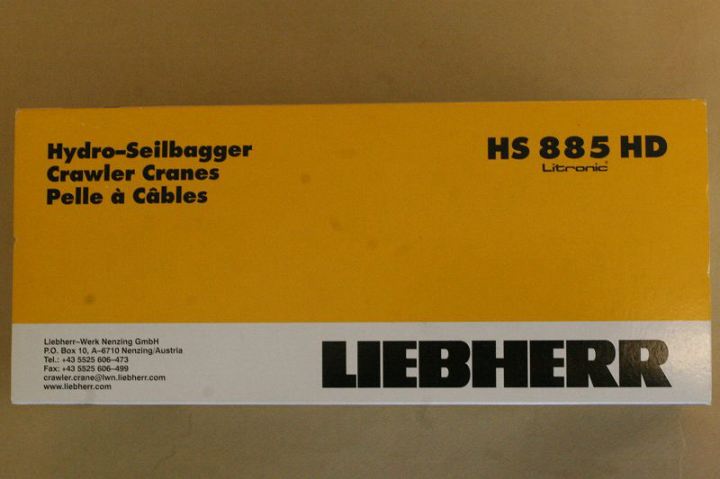 Hydro-Seilbagger
Crawler Cranes
Pelle à Câbles
HS 885 HD
Litronic®
Liebherr-Werk Nenzing GmbH
P.O. Box 10, A-6710 Nenzing/Austria
Tel.: +43 5525 606-473
Fax: +43 5525 606-499
crawler.crane@lwn.liebherr.com
www.liebherr.com
LIEBHERR